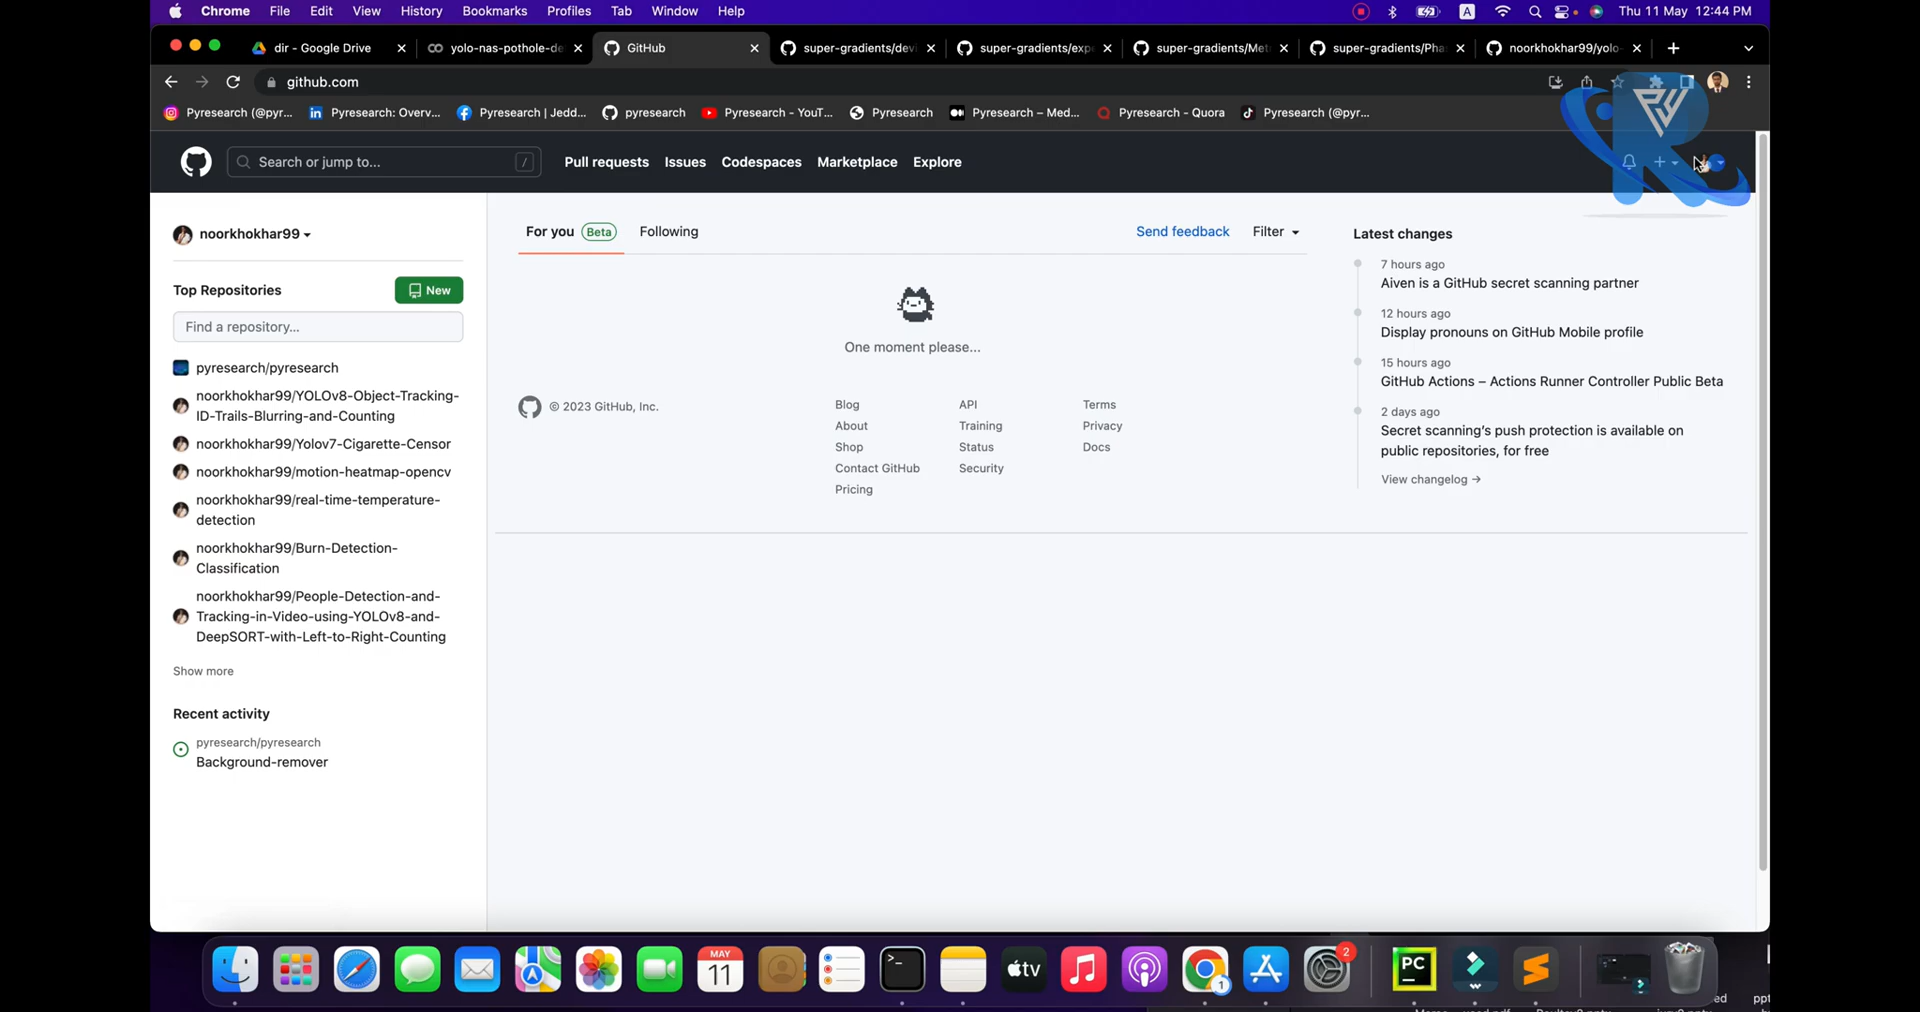 Chrome File Edit View History Bookmarks Profiles Tab Window Help A Thu 11 May 12:44 PM
dir - Google Drive yolo-nas-pothole-de GitHub super-gradients/devi super-gradients/exp super-gradients/Met super-gradients/Pha noorkhokhar99/yolo-
github.com
Pyresearch (@pyr... Pyresearch: Overv... Pyresearch | Jedd... pyresearch Pyresearch - YouT... Pyresearch Pyresearch – Med... Pyresearch - Quora Pyresearch (@pyr...
Search or jump to... / Pull requests Issues Codespaces Marketplace Explore
noorkhokhar99
Top Repositories
New
Find a repository...
pyresearch/pyresearch
noorkhokhar99/YOLOv8-Object-Tracking-
ID-Trails-Blurring-and-Counting
noorkhokhar99/Yolov7-Cigarette-Censor
noorkhokhar99/motion-heatmap-opencv
noorkhokhar99/real-time-temperature-
detection
noorkhokhar99/Burn-Detection-
Classification
noorkhokhar99/People-Detection-and-
Tracking-in-Video-using-YOLOv8-and-
DeepSORT-with-Left-to-Right-Counting
Show more
Recent activity
pyresearch/pyresearch
Background-remover
For you Beta Following Send feedback Filter
One moment please...
© 2023 GitHub, Inc.
Blog
About
Shop
Contact GitHub
Pricing
API
Training
Status
Security
Terms
Privacy
Docs
Latest changes
7 hours ago
Aiven is a GitHub secret scanning partner
12 hours ago
Display pronouns on GitHub Mobile profile
15 hours ago
GitHub Actions – Actions Runner Controller Public Beta
2 days ago
Secret scanning’s push protection is available on
public repositories, for free
View changelog →
MAY
11
tv
1
2
PC